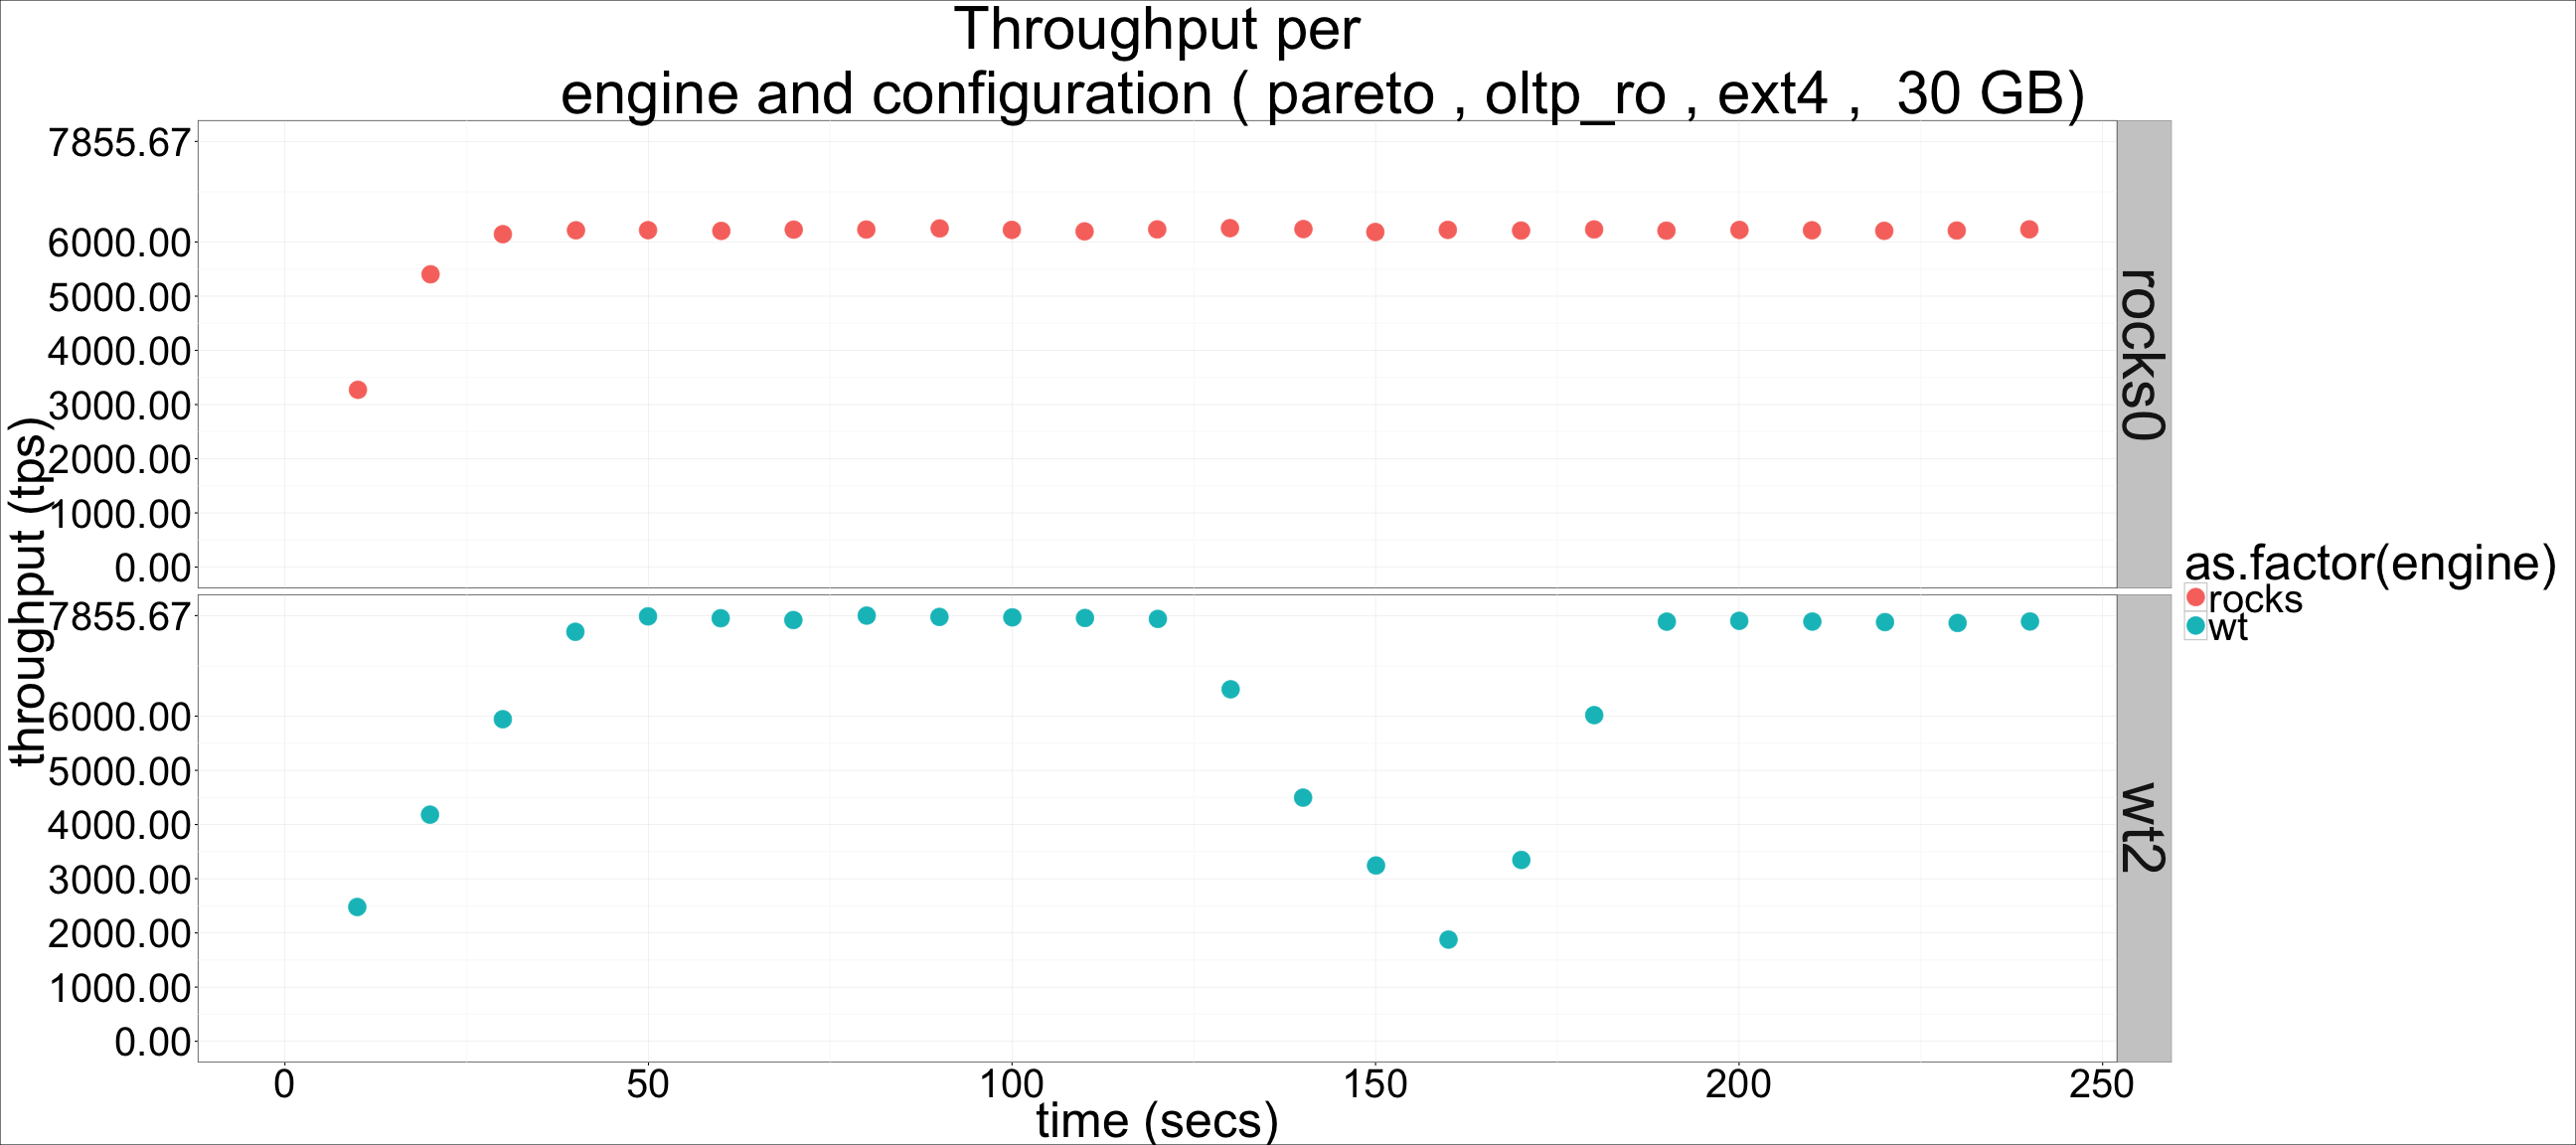 Throughput per
engine and configuration ( pareto , oltp_ro , ext4 ,  30 GB)
throughput (tps)
7855.67
6000.00
5000.00
4000.00
3000.00
2000.00
1000.00
0.00
rocks0
7855.67
6000.00
5000.00
4000.00
3000.00
2000.00
1000.00
0.00
wt2
0 50 100 150 200 250
time (secs)
as.factor(engine)
rocks
wt